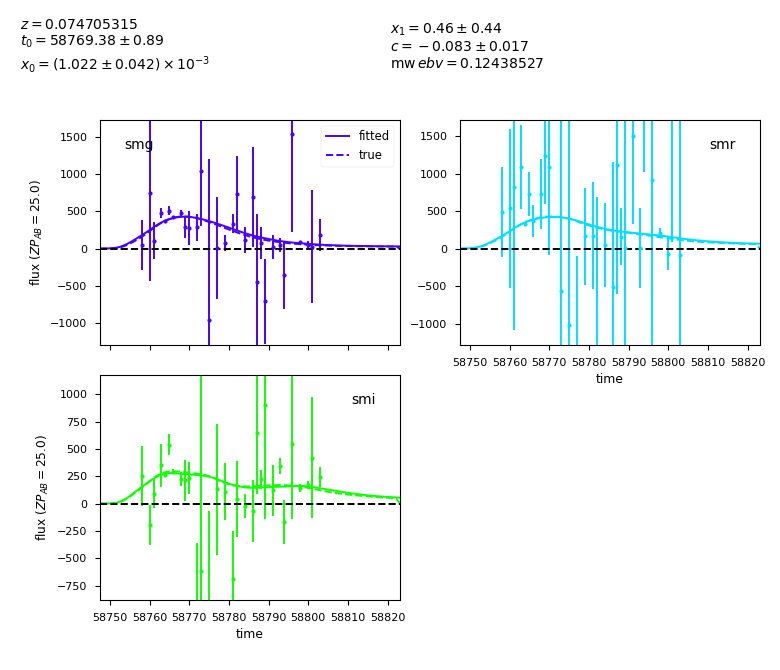 z = 0.074705315
t₀ = 58769.38 ± 0.89
x₀ = (1.022 ± 0.042) × 10⁻³
x₁ = 0.46 ± 0.44
c = −0.083 ± 0.017
mw ebv = 0.12438527
smg
fitted
true
1500
1000
500
0
−500
−1000
flux (ZP_AB = 25.0)
smr
1500
1000
500
0
−500
−1000
58750 58760 58770 58780 58790 58800 58810 58820
time
smi
1000
750
500
250
0
−250
−500
−750
flux (ZP_AB = 25.0)
58750 58760 58770 58780 58790 58800 58810 58820
time